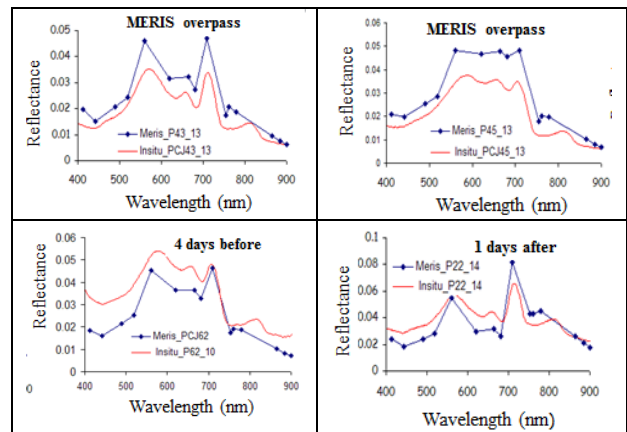 MERIS overpass
0.05
0.04
0.03
0.02
0.01
0
Reflectance
Meris_P43_13
Insitu_PCJ43_13
400 500 600 700 800 900
Wavelength (nm)
MERIS overpass
0.06
0.05
0.04
0.03
0.02
0.01
0
Reflectance
Meris_P45_13
Insitu_PCJ45_13
400 500 600 700 800 900
Wavelength (nm)
4 days before
0.06
0.05
0.04
0.03
0.02
0.01
0
Reflectance
Meris_PCJ62
Insitu_P62_10
400 500 600 700 800 900
Wavelength (nm)
0
1 days after
0.1
0.08
0.06
0.04
0.02
0
Reflectance
Meris_P22_14
Insitu_P22_14
400 500 600 700 800 900
Wavelength (nm)